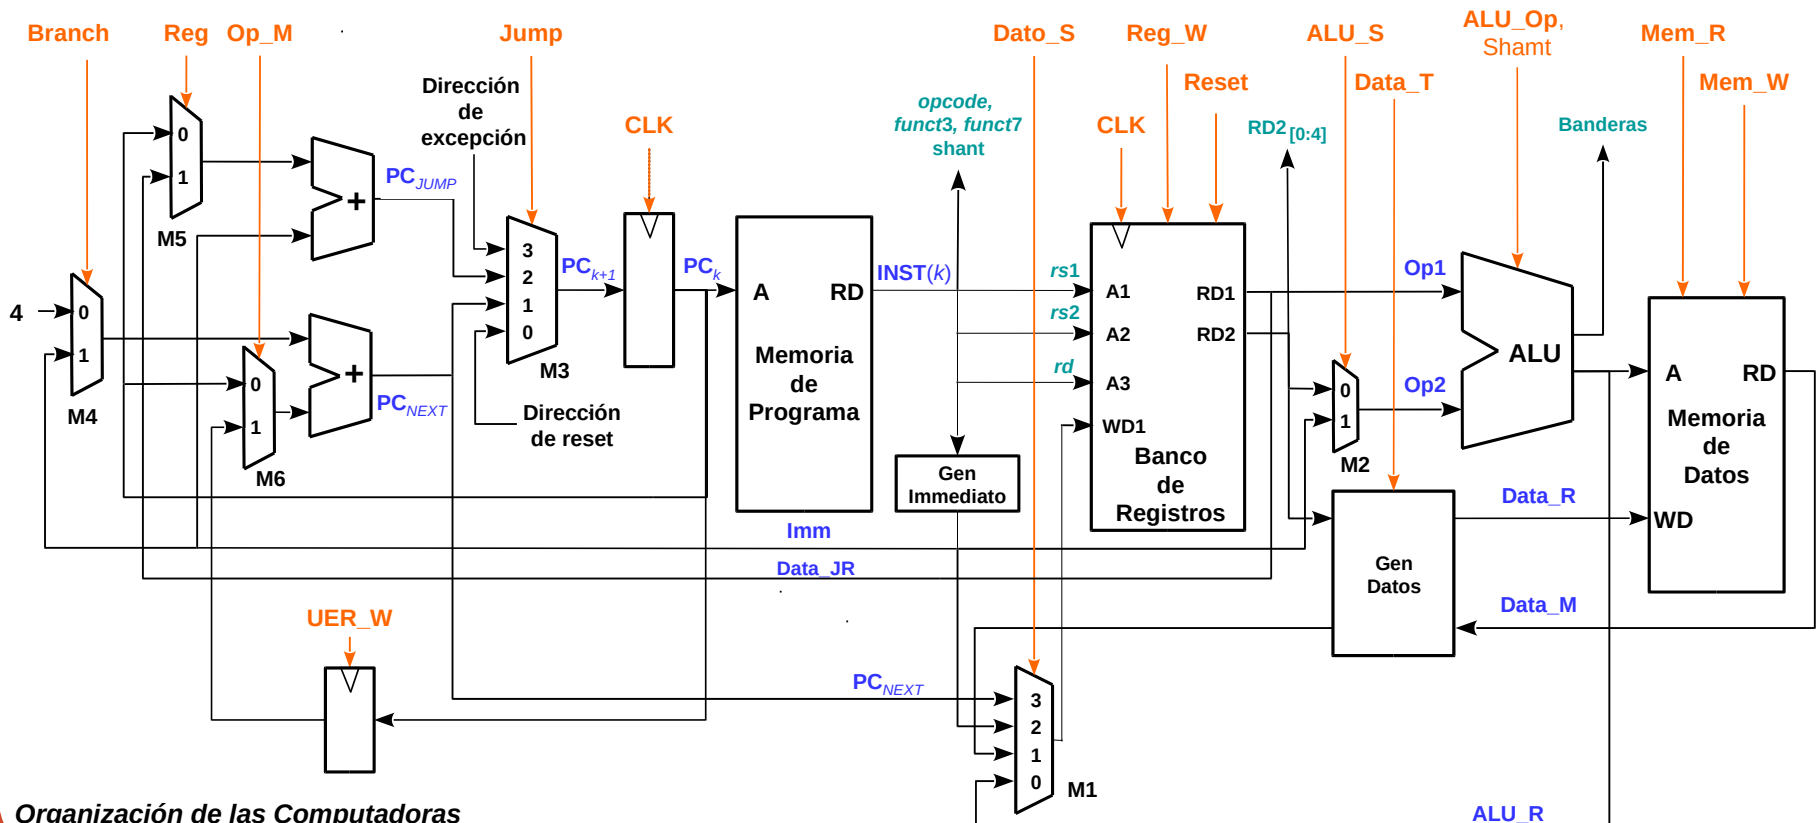 Branch
Reg
Op_M
Jump
Dato_S
Reg_W
ALU_S
ALU_Op,
Shamt
Mem_R
Reset
Data_T
Mem_W
Dirección
de
excepción
CLK
opcode,
funct3, funct7
shant
CLK
RD2[0:4]
Banderas
0
1
M5
+
PCJUMP
3
2
1
0
M3
PCk+1
PCk
A
RD
Memoria
de
Programa
INST(k)
rs1
rs2
rd
A1
A2
A3
WD1
RD1
RD2
Banco
de
Registros
Op1
Op2
0
1
M2
ALU
A
RD
Memoria
de
Datos
WD
4
0
1
M4
0
1
M6
+
PCNEXT
Dirección
de reset
Gen
Immediato
Imm
Data_JR
Gen
Datos
Data_R
Data_M
UER_W
PCNEXT
3
2
1
0
M1
ALU_R
Organización de las Computadoras